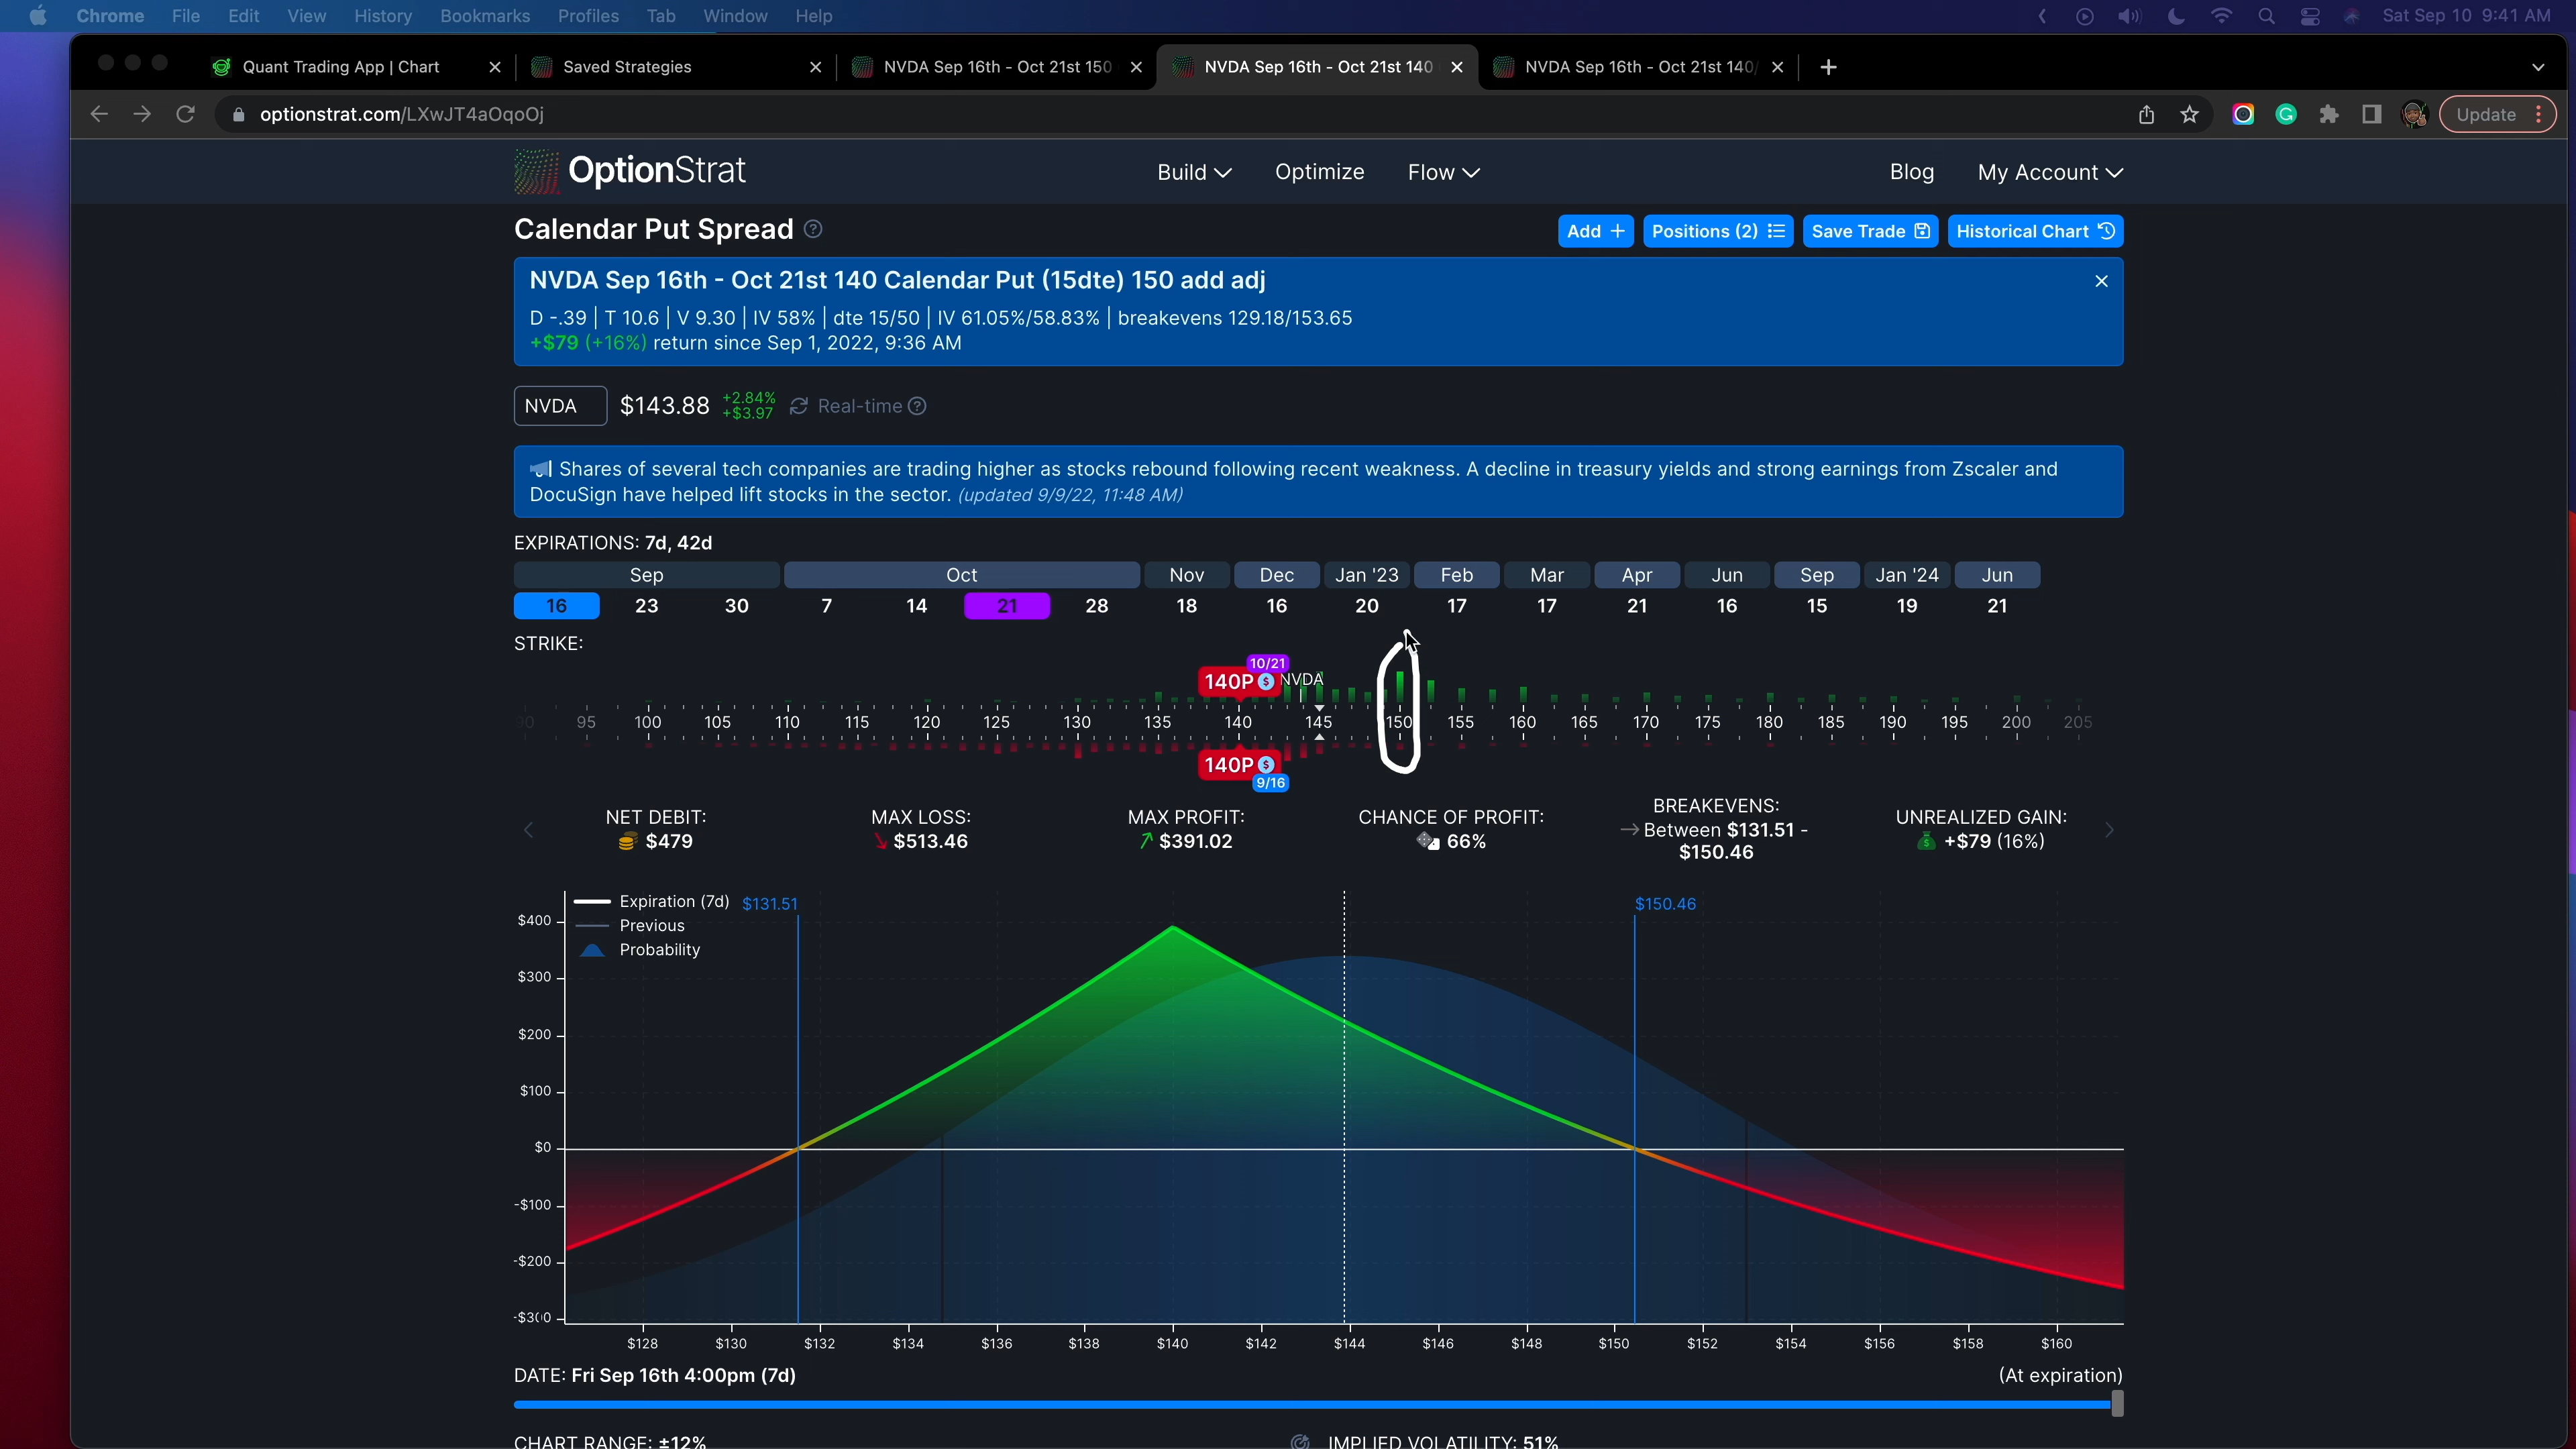 Chrome File Edit View History Bookmarks Profiles Tab Window Help Sat Sep 10 9:41 AM
Quant Trading App | Chart Saved Strategies NVDA Sep 16th - Oct 21st 150 NVDA Sep 16th - Oct 21st 140 NVDA Sep 16th - Oct 21st 140/
optionstrat.com/LXwJT4aOqoOj Update
OptionStrat Build Optimize Flow Blog My Account
Calendar Put Spread Add + Positions (2) Save Trade Historical Chart
NVDA Sep 16th - Oct 21st 140 Calendar Put (15dte) 150 add adj
D -.39 | T 10.6 | V 9.30 | IV 58% | dte 15/50 | IV 61.05%/58.83% | breakevens 129.18/153.65
+$79 (+16%) return since Sep 1, 2022, 9:36 AM
NVDA $143.88 +2.84% +$3.97 Real-time
Shares of several tech companies are trading higher as stocks rebound following recent weakness. A decline in treasury yields and strong earnings from Zscaler and
DocuSign have helped lift stocks in the sector. (updated 9/9/22, 11:48 AM)
EXPIRATIONS: 7d, 42d
Sep Oct Nov Dec Jan '23 Feb Mar Apr Jun Sep Jan '24 Jun
16 23 30 7 14 21 28 18 16 20 17 17 21 16 15 19 21
STRIKE:
10/21
140P NVDA
95 100 105 110 115 120 125 130 135 140 145 150 155 160 165 170 175 180 185 190 195 200 205
140P
9/16
NET DEBIT: MAX LOSS: MAX PROFIT: CHANCE OF PROFIT: BREAKEVENS: UNREALIZED GAIN:
$479 $513.46 $391.02 66% Between $131.51 - +$79 (16%)
$150.46
Expiration (7d) $131.51 $150.46
Previous
Probability
$400
$300
$200
$100
$0
-$100
-$200
-$300
$128 $130 $132 $134 $136 $138 $140 $142 $144 $146 $148 $150 $152 $154 $156 $158 $160
DATE: Fri Sep 16th 4:00pm (7d) (At expiration)
CHART RANGE: ±12% IMPLIED VOLATILITY: 51%